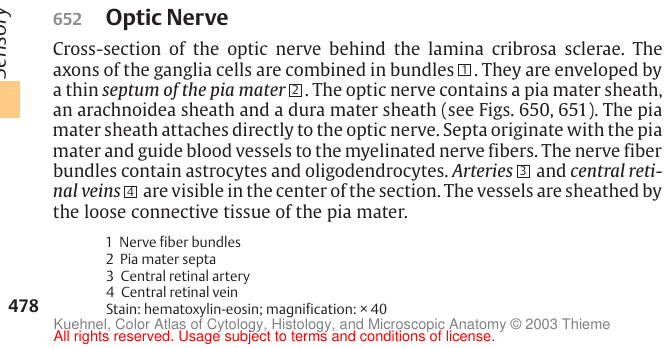 Sensory
652 Optic Nerve
Cross-section of the optic nerve behind the lamina cribrosa sclerae. The
axons of the ganglia cells are combined in bundles 1. They are enveloped by
a thin septum of the pia mater 2. The optic nerve contains a pia mater sheath,
an arachnoidea sheath and a dura mater sheath (see Figs. 650, 651). The pia
mater sheath attaches directly to the optic nerve. Septa originate with the pia
mater and guide blood vessels to the myelinated nerve fibers. The nerve fiber
bundles contain astrocytes and oligodendrocytes. Arteries 3 and central reti-
nal veins 4 are visible in the center of the section. The vessels are sheathed by
the loose connective tissue of the pia mater.
1 Nerve fiber bundles
2 Pia mater septa
3 Central retinal artery
4 Central retinal vein
Stain: hematoxylin-eosin; magnification: × 40
478
Kuehnel, Color Atlas of Cytology, Histology, and Microscopic Anatomy © 2003 Thieme
All rights reserved. Usage subject to terms and conditions of license.